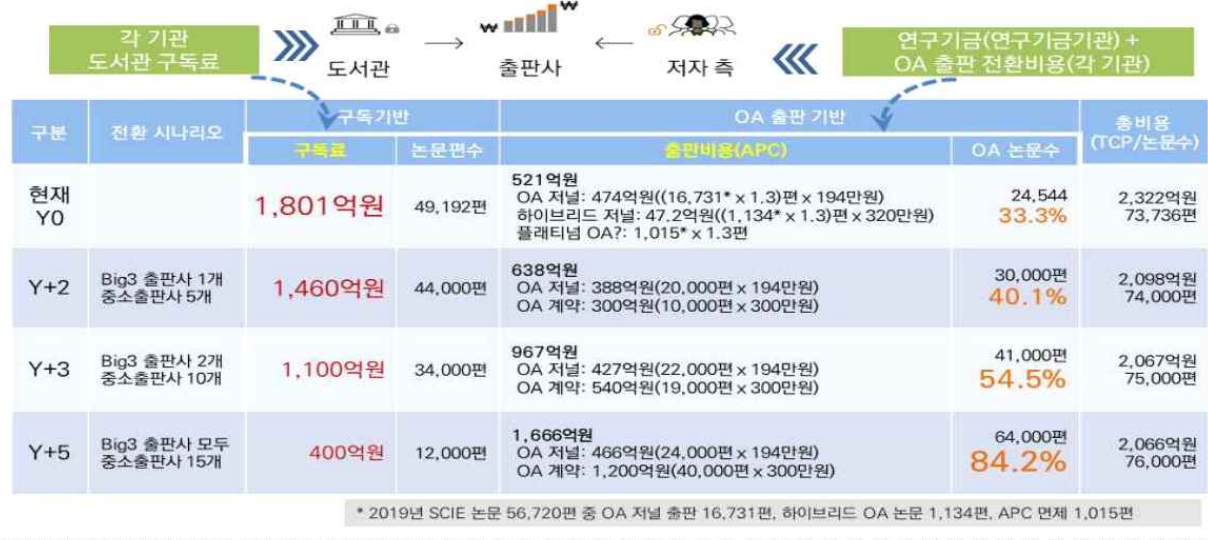 각 기관
도서관 구독료
₩
₩
도서관
출판사
저자 측
연구기금(연구기금기관) +
OA 출판 전환비용(각 기관)
구분
전환 시나리오
구독기반
OA 출판 기반
총비용
(TCP/논문수)
구독료
논문편수
출판비용(APC)
OA 논문수
현재
Y0
1,801억원
49,192편
521억원
OA 저널: 474억원((16,731* x 1.3)편 x 194만원)
하이브리드 저널: 47.2억원((1,134* x 1.3)편 x 320만원)
플래티넘 OA?: 1,015* x 1.3편
24,544
33.3%
2,322억원
73,736편
Y+2
Big3 출판사 1개
중소출판사 5개
1,460억원
44,000편
638억원
OA 저널: 388억원(20,000편 x 194만원)
OA 계약: 300억원(10,000편 x 300만원)
30,000편
40.1%
2,098억원
74,000편
Y+3
Big3 출판사 2개
중소출판사 10개
1,100억원
34,000편
967억원
OA 저널: 427억원(22,000편 x 194만원)
OA 계약: 540억원(19,000편 x 300만원)
41,000편
54.5%
2,067억원
75,000편
Y+5
Big3 출판사 모두
중소출판사 15개
400억원
12,000편
1,666억원
OA 저널: 466억원(24,000편 x 194만원)
OA 계약: 1,200억원(40,000편 x 300만원)
64,000편
84.2%
2,066억원
76,000편
* 2019년 SCIE 논문 56,720편 중 OA 저널 출판 16,731편, 하이브리드 OA 논문 1,134편, APC 면제 1,015편